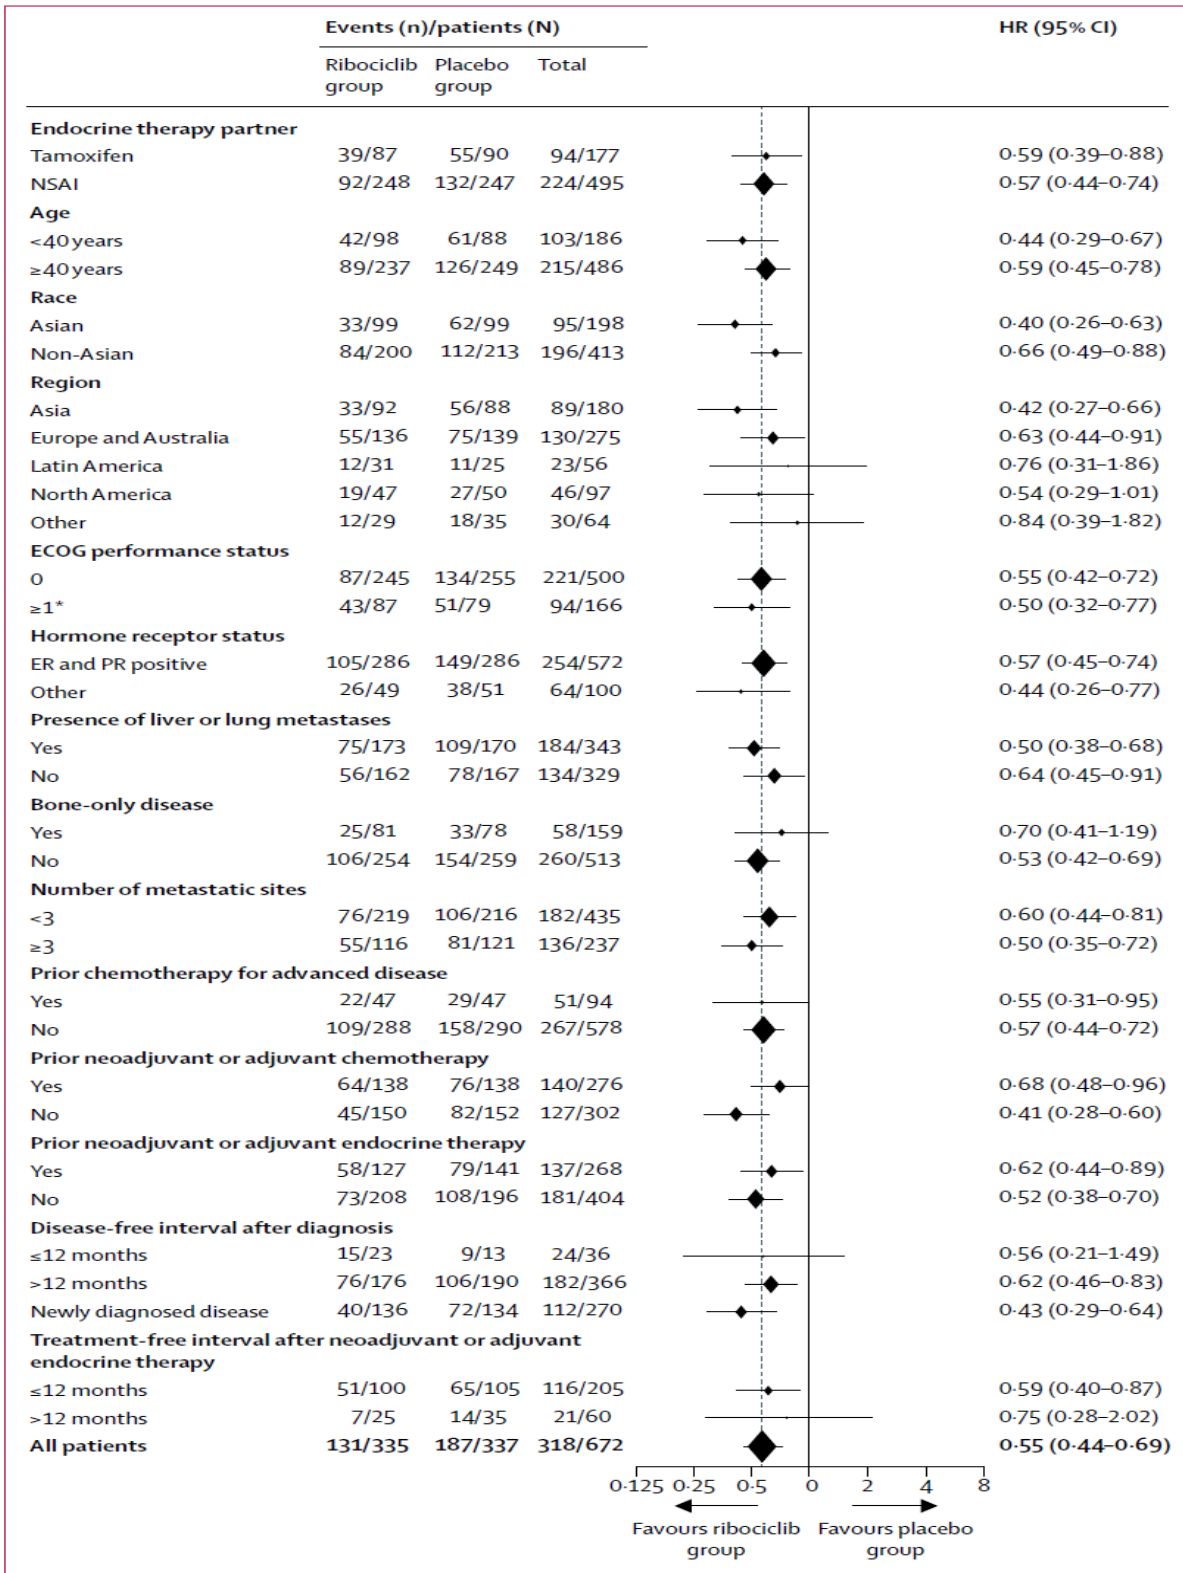 Events (n)/patients (N) HR (95% CI)
Ribociclib group Placebo group Total
Endocrine therapy partner
Tamoxifen 39/87 55/90 94/177 0·59 (0·39–0·88)
NSAI 92/248 132/247 224/495 0·57 (0·44–0·74)
Age
<40 years 42/98 61/88 103/186 0·44 (0·29–0·67)
≥40 years 89/237 126/249 215/486 0·59 (0·45–0·78)
Race
Asian 33/99 62/99 95/198 0·40 (0·26–0·63)
Non-Asian 84/200 112/213 196/413 0·66 (0·49–0·88)
Region
Asia 33/92 56/88 89/180 0·42 (0·27–0·66)
Europe and Australia 55/136 75/139 130/275 0·63 (0·44–0·91)
Latin America 12/31 11/25 23/56 0·76 (0·31–1·86)
North America 19/47 27/50 46/97 0·54 (0·29–1·01)
Other 12/29 18/35 30/64 0·84 (0·39–1·82)
ECOG performance status
0 87/245 134/255 221/500 0·55 (0·42–0·72)
≥1* 43/87 51/79 94/166 0·50 (0·32–0·77)
Hormone receptor status
ER and PR positive 105/286 149/286 254/572 0·57 (0·45–0·74)
Other 26/49 38/51 64/100 0·44 (0·26–0·77)
Presence of liver or lung metastases
Yes 75/173 109/170 184/343 0·50 (0·38–0·68)
No 56/162 78/167 134/329 0·64 (0·45–0·91)
Bone-only disease
Yes 25/81 33/78 58/159 0·70 (0·41–1·19)
No 106/254 154/259 260/513 0·53 (0·42–0·69)
Number of metastatic sites
<3 76/219 106/216 182/435 0·60 (0·44–0·81)
≥3 55/116 81/121 136/237 0·50 (0·35–0·72)
Prior chemotherapy for advanced disease
Yes 22/47 29/47 51/94 0·55 (0·31–0·95)
No 109/288 158/290 267/578 0·57 (0·44–0·72)
Prior neoadjuvant or adjuvant chemotherapy
Yes 64/138 76/138 140/276 0·68 (0·48–0·96)
No 45/150 82/152 127/302 0·41 (0·28–0·60)
Prior neoadjuvant or adjuvant endocrine therapy
Yes 58/127 79/141 137/268 0·62 (0·44–0·89)
No 73/208 108/196 181/404 0·52 (0·38–0·70)
Disease-free interval after diagnosis
≤12 months 15/23 9/13 24/36 0·56 (0·21–1·49)
>12 months 76/176 106/190 182/366 0·62 (0·46–0·83)
Newly diagnosed disease 40/136 72/134 112/270 0·43 (0·29–0·64)
Treatment-free interval after neoadjuvant or adjuvant
endocrine therapy
≤12 months 51/100 65/105 116/205 0·59 (0·40–0·87)
>12 months 7/25 14/35 21/60 0·75 (0·28–2·02)
All patients 131/335 187/337 318/672 0·55 (0·44–0·69)
0·125 0·25 0·5 0 2 4 8
Favours ribociclib group Favours placebo group